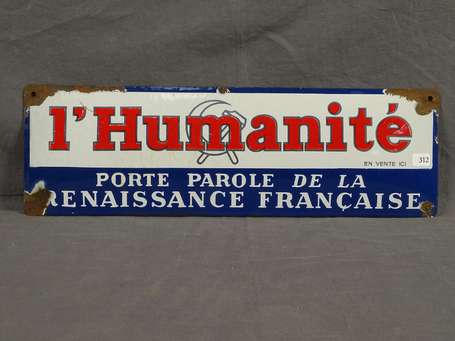 l'Humanité
EN VENTE ICI
312
PORTE PAROLE DE LA
RENAISSANCE FRANÇAISE